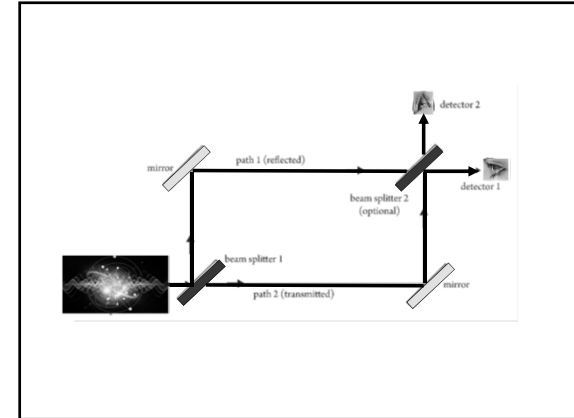 detector 2
path 1 (reflected)
mirror
detector 1
beam splitter 2
(optional)
beam splitter 1
path 2 (transmitted)
mirror